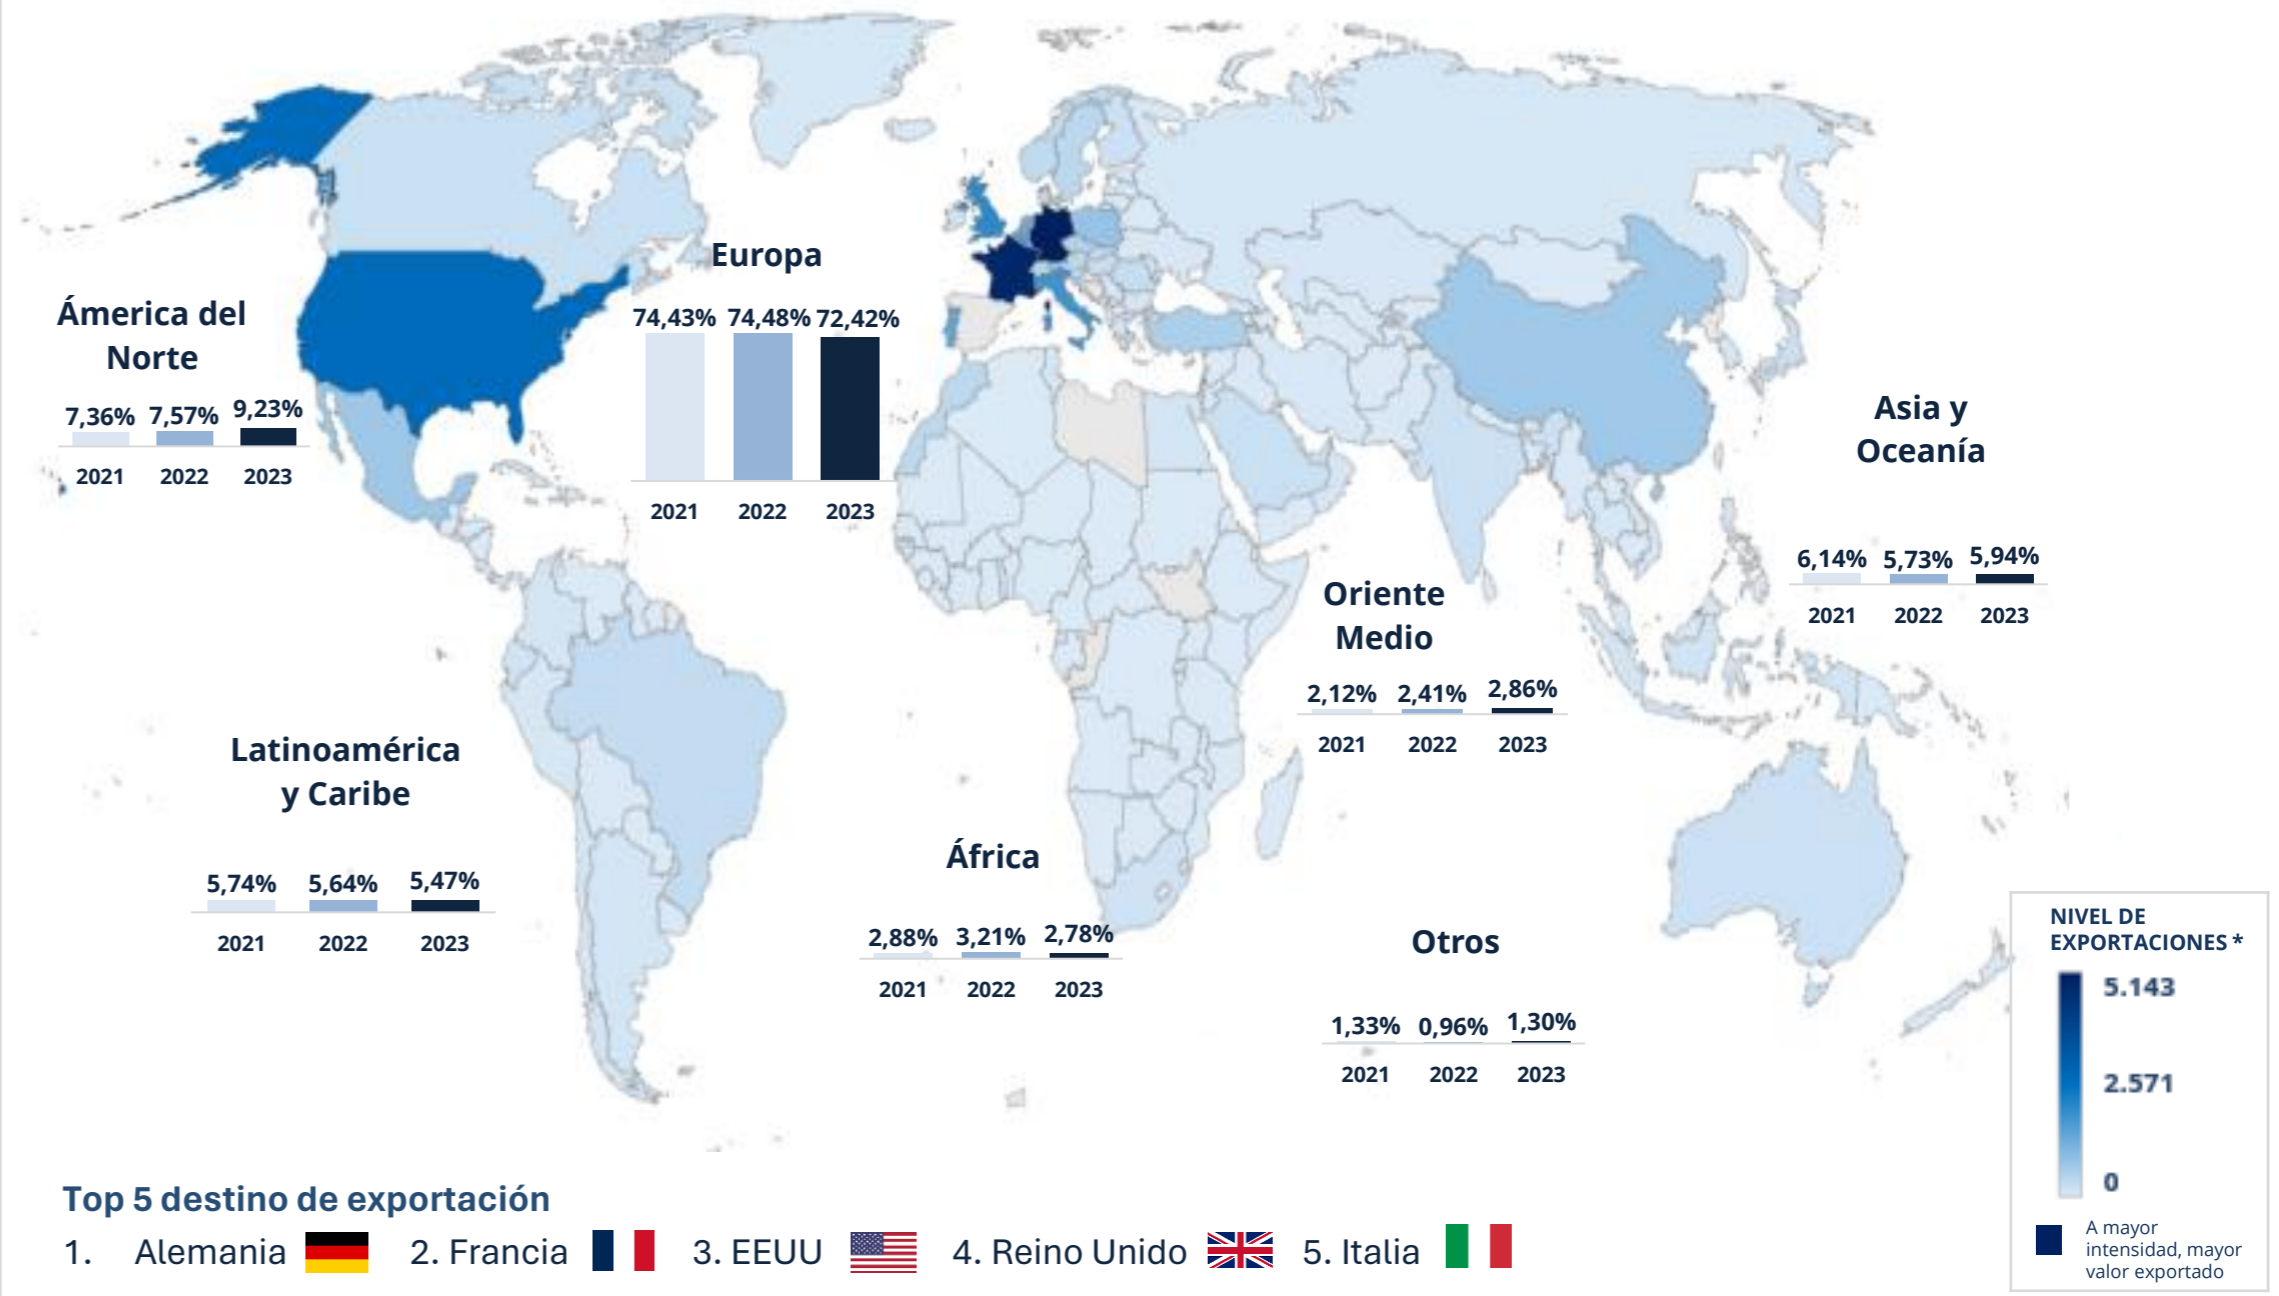 Ámerica del
Norte
7,36% 7,57% 9,23%
2021 2022 2023
Europa
74,43% 74,48% 72,42%
2021 2022 2023
Asia y
Oceanía
6,14% 5,73% 5,94%
2021 2022 2023
Oriente
Medio
2,12% 2,41% 2,86%
2021 2022 2023
Latinoamérica
y Caribe
5,74% 5,64% 5,47%
2021 2022 2023
África
2,88% 3,21% 2,78%
2021 2022 2023
Otros
1,33% 0,96% 1,30%
2021 2022 2023
NIVEL DE
EXPORTACIONES *
5.143
2.571
0
A mayor
intensidad, mayor
valor exportado
Top 5 destino de exportación
1. Alemania 2. Francia 3. EEUU 4. Reino Unido 5. Italia